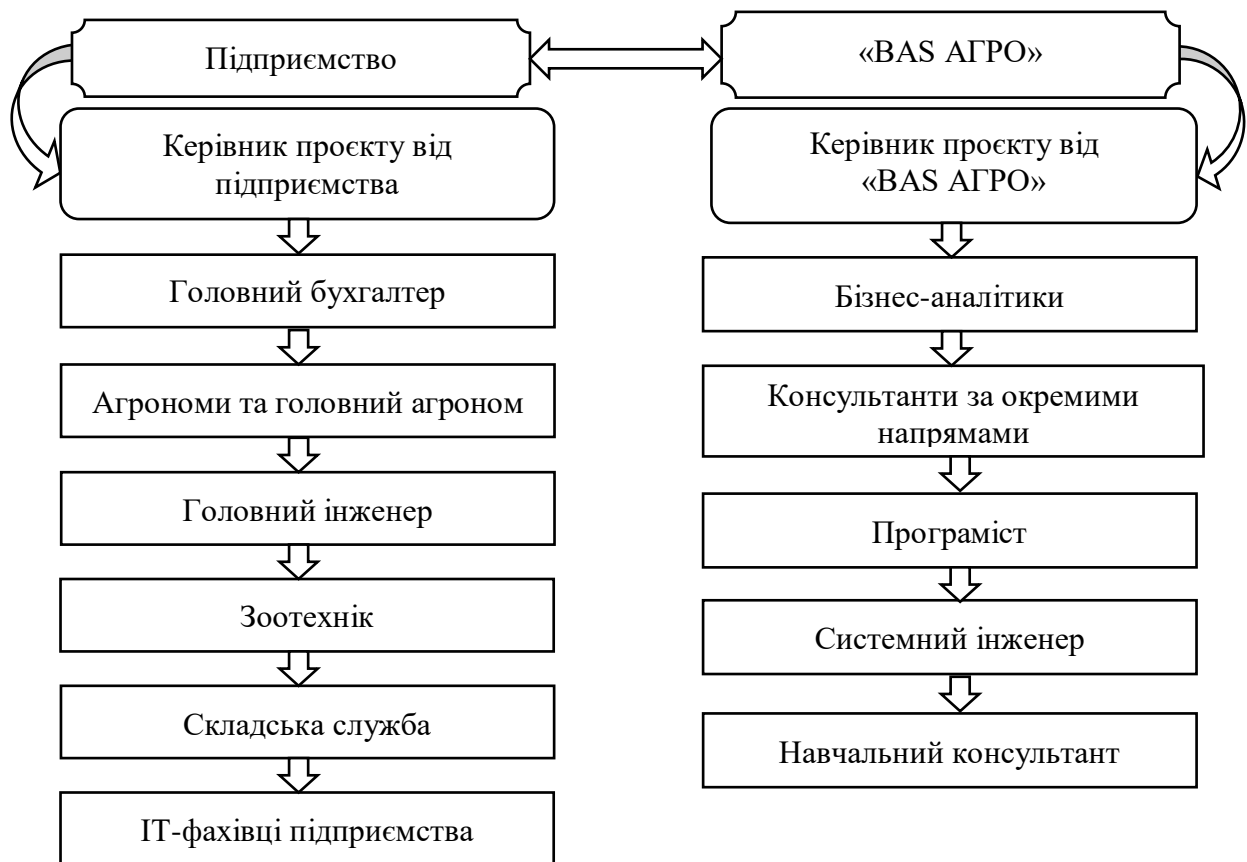 Підприємство
«BAS АГРО»
Керівник проєкту від
підприємства
Керівник проєкту від
«BAS АГРО»
Головний бухгалтер
Бізнес-аналітики
Агрономи та головний агроном
Консультанти за окремими
напрямами
Головний інженер
Програміст
Зоотехнік
Системний інженер
Складська служба
Навчальний консультант
ІТ-фахівці підприємства